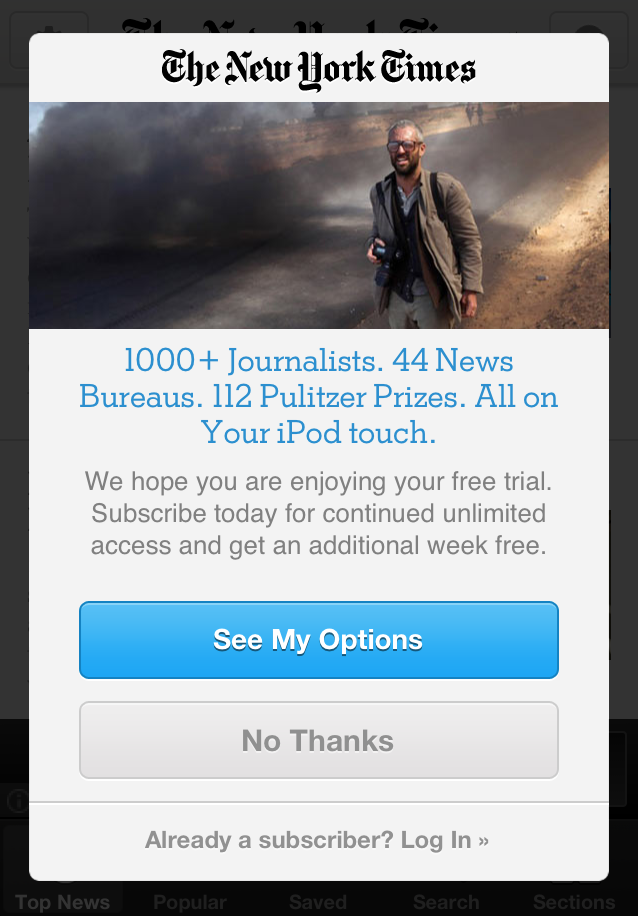 The New York Times
1000+ Journalists. 44 News
Bureaus. 112 Pulitzer Prizes. All on
Your iPod touch.
We hope you are enjoying your free trial.
Subscribe today for continued unlimited
access and get an additional week free.
See My Options
No Thanks
Already a subscriber? Log In »
Top News Popular Saved Search Sections